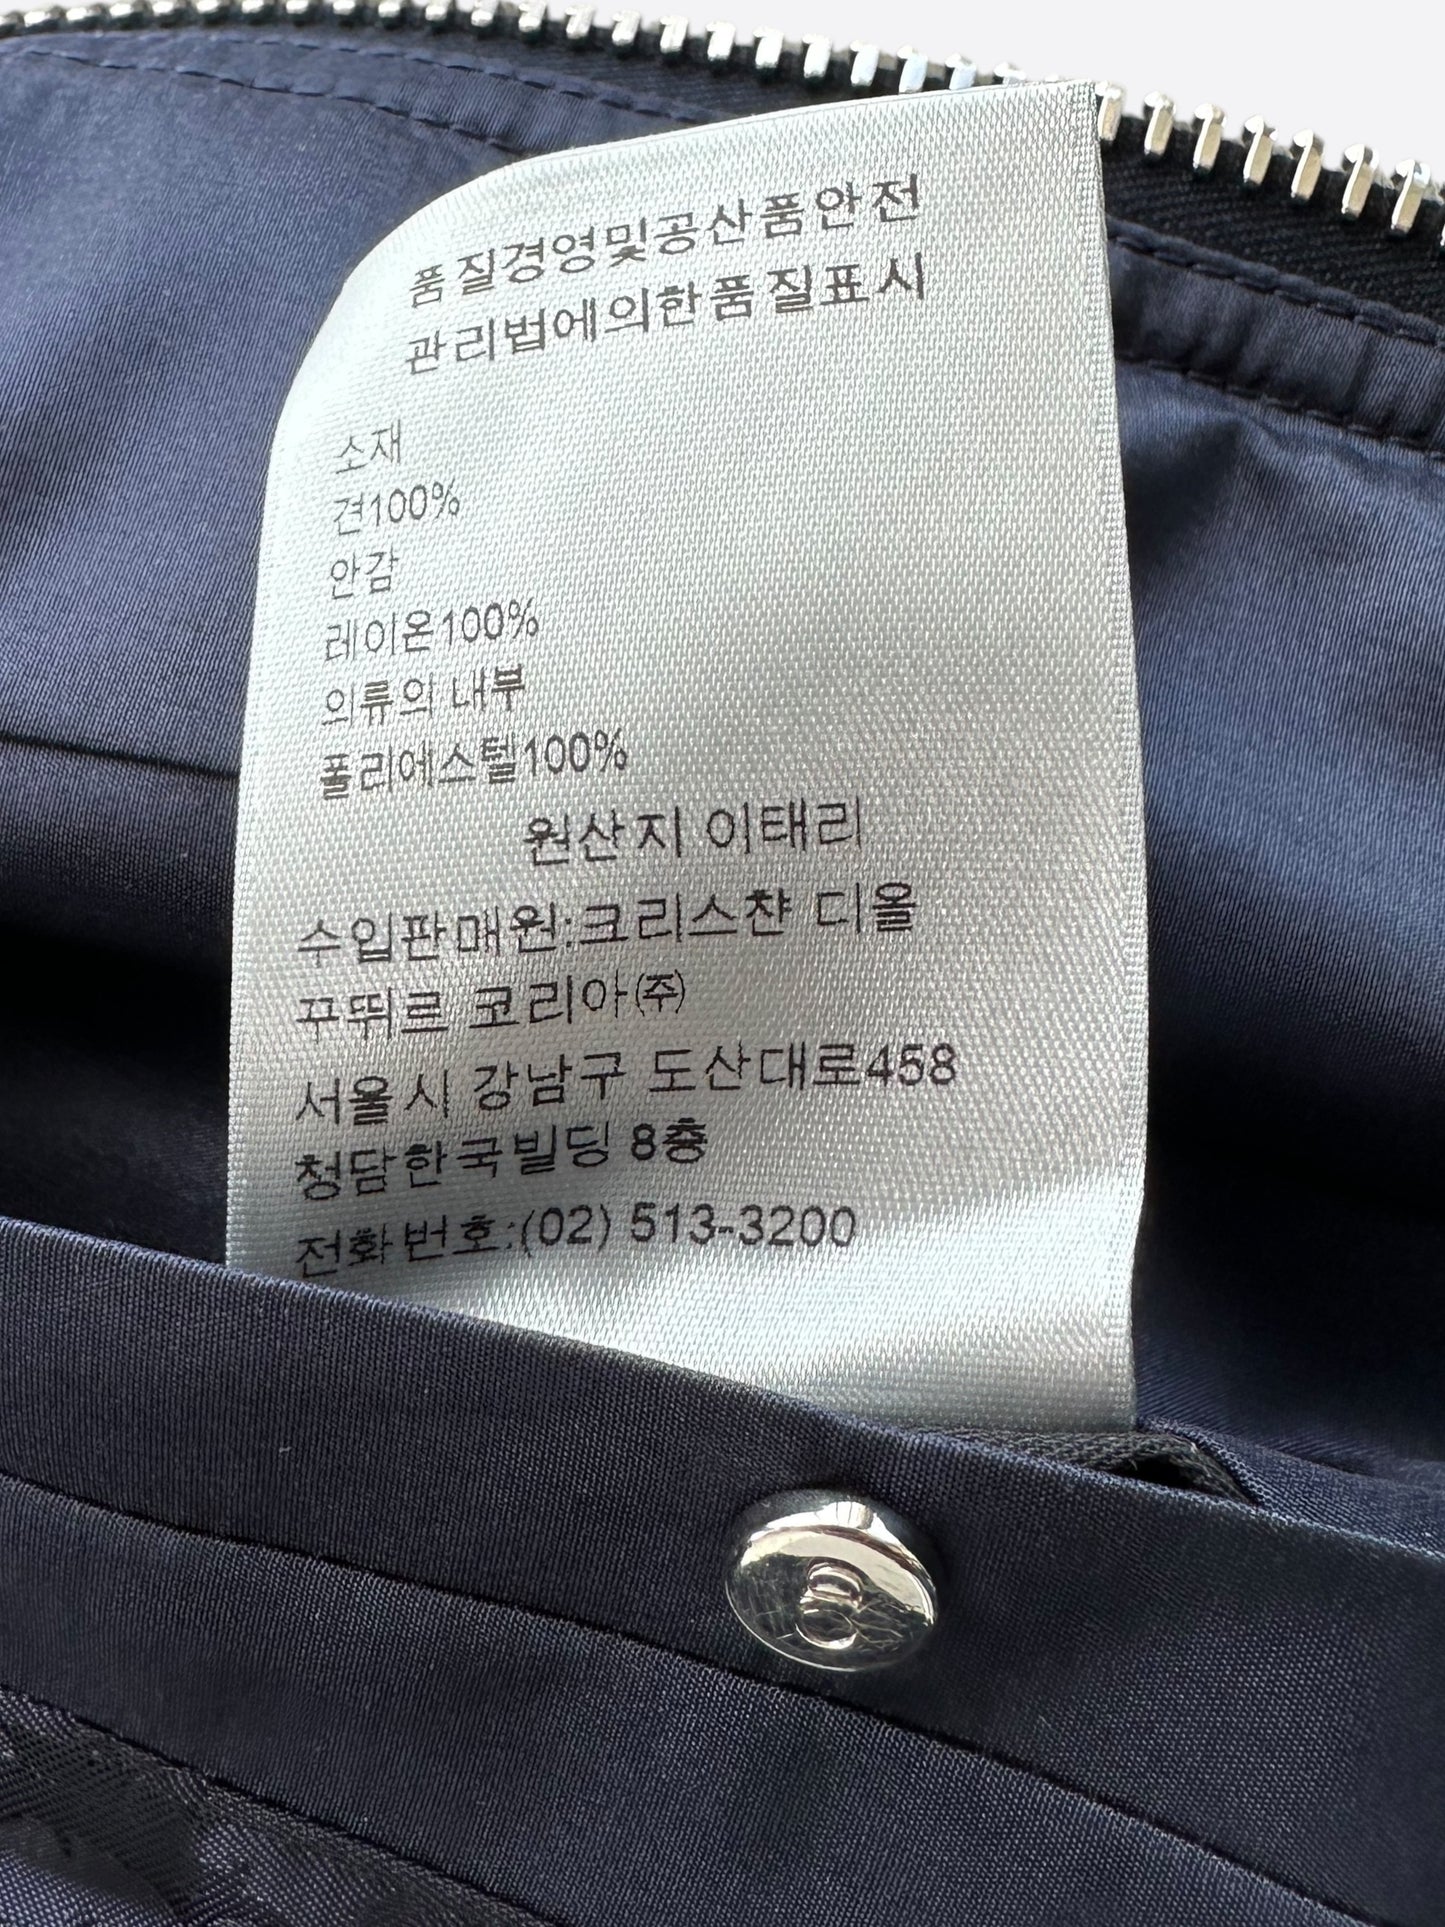 품질경영및공산품안전
관리법에의한품질표시
소재
견100%
안감
레이온100%
의류의 내부
폴리에스텔100%
원산지 이태리
수입판매원:크리스챤 디올
꾸뛰르 코리아㈜
서울시 강남구 도산대로458
청담한국빌딩 8층
전화번호:(02) 513-3200